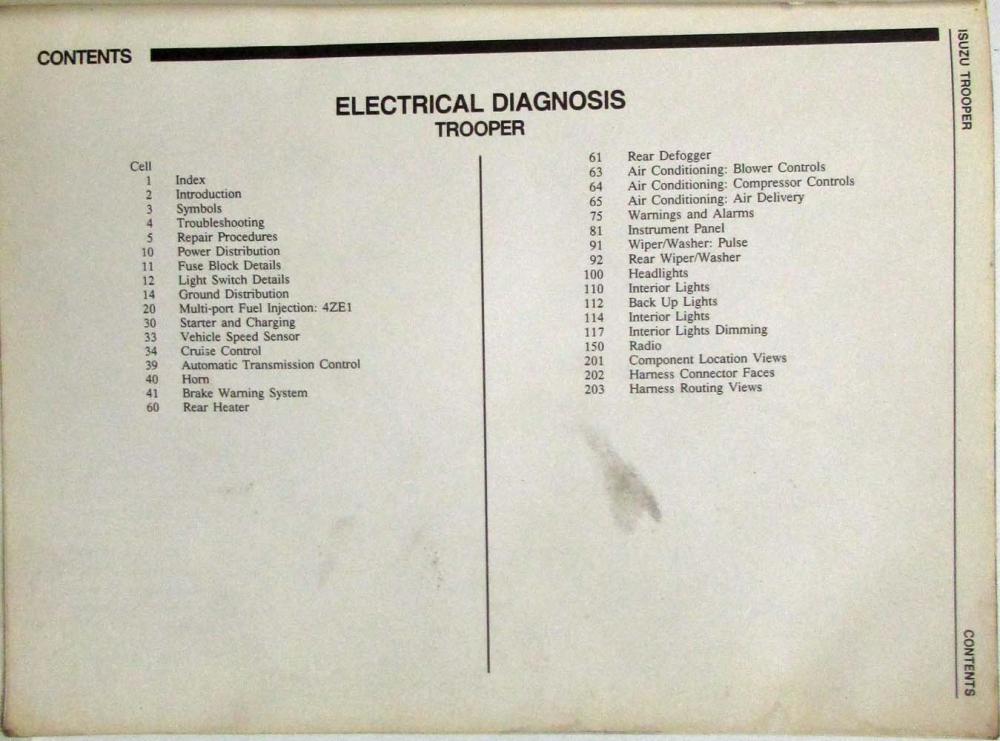 CONTENTS
ELECTRICAL DIAGNOSIS
TROOPER
Cell
1 Index
2 Introduction
3 Symbols
4 Troubleshooting
5 Repair Procedures
10 Power Distribution
11 Fuse Block Details
12 Light Switch Details
14 Ground Distribution
20 Multi-port Fuel Injection: 4ZE1
30 Starter and Charging
33 Vehicle Speed Sensor
34 Cruise Control
39 Automatic Transmission Control
40 Horn
41 Brake Warning System
60 Rear Heater
61 Rear Defogger
63 Air Conditioning: Blower Controls
64 Air Conditioning: Compressor Controls
65 Air Conditioning: Air Delivery
75 Warnings and Alarms
81 Instrument Panel
91 Wiper/Washer: Pulse
92 Rear Wiper/Washer
100 Headlights
110 Interior Lights
112 Back Up Lights
114 Interior Lights
117 Interior Lights Dimming
150 Radio
201 Component Location Views
202 Harness Connector Faces
203 Harness Routing Views
ISUZU TROOPER
CONTENTS